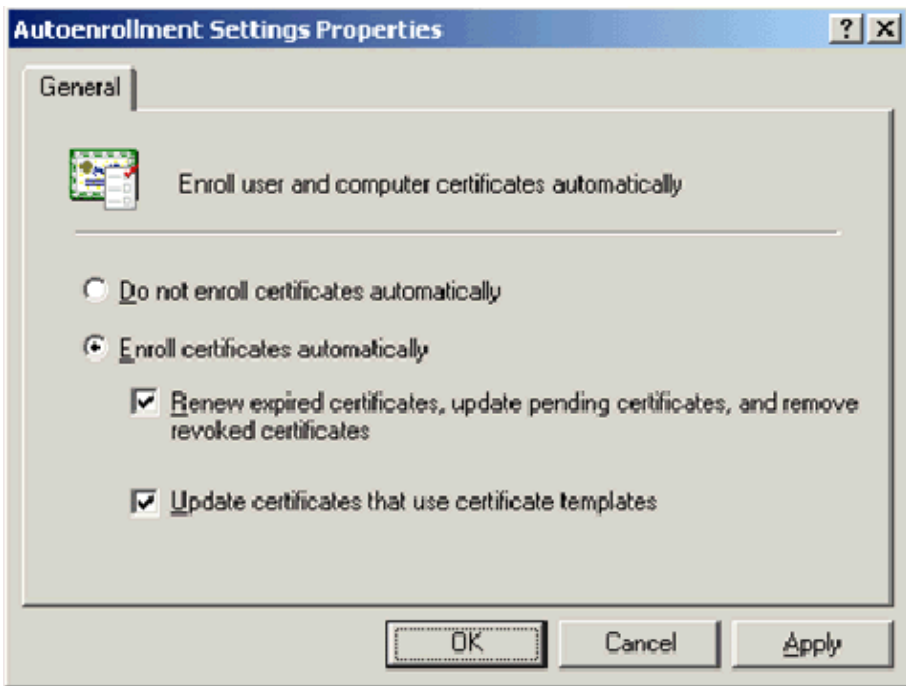 Autoenrollment Settings Properties
General
Enroll user and computer certificates automatically
Do not enroll certificates automatically
Enroll certificates automatically
Renew expired certificates, update pending certificates, and remove
revoked certificates
Update certificates that use certificate templates
OK Cancel Apply